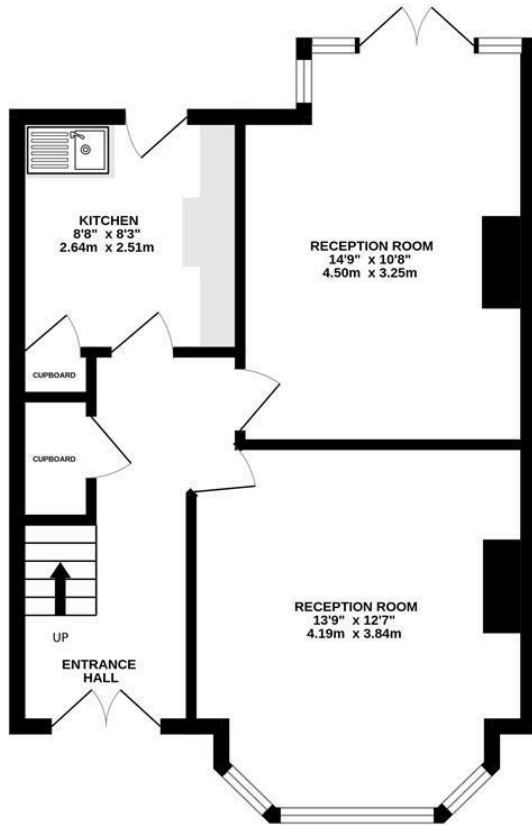 KITCHEN
8'8" x 8'3"
2.64m x 2.51m
RECEPTION ROOM
14'9" x 10'8"
4.50m x 3.25m
CUPBOARD
CUPBOARD
RECEPTION ROOM
13'9" x 12'7"
4.19m x 3.84m
UP
ENTRANCE
HALL